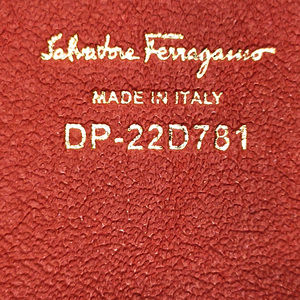 Salvatore Ferragamo
MADE IN ITALY
DP-22D781